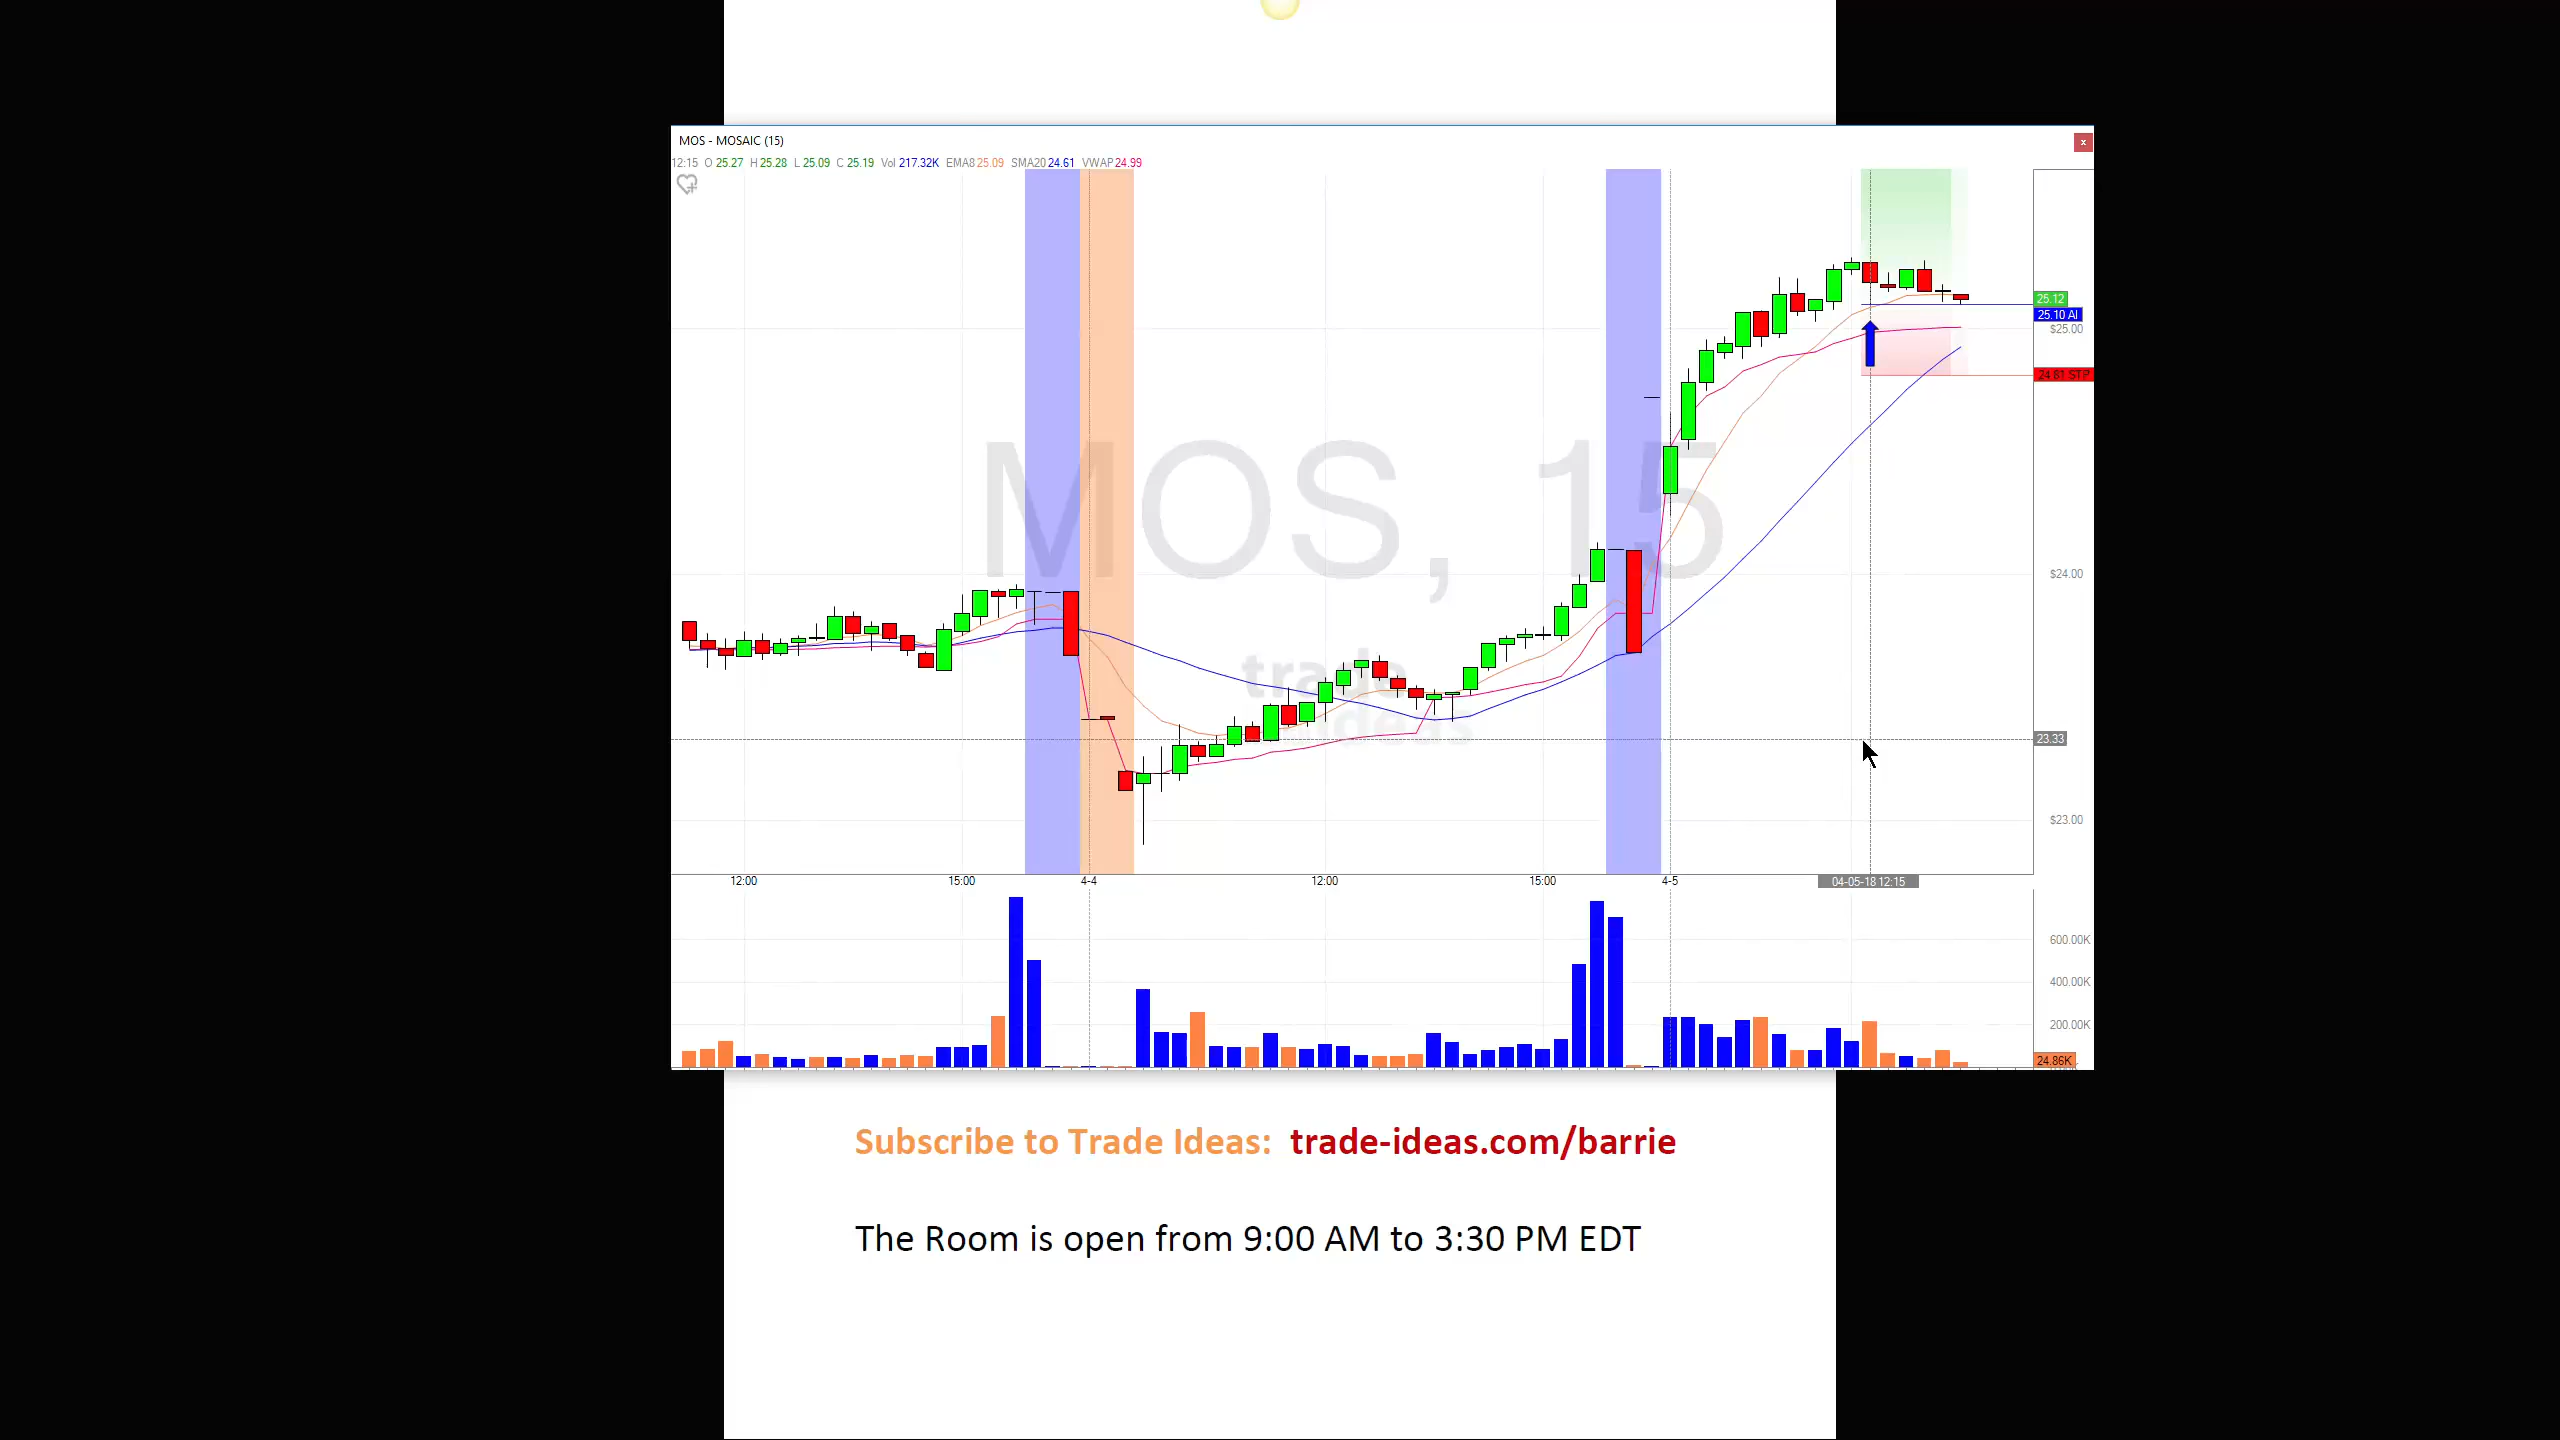 MOS - MOSAIC (15)
x
12:15 O 25.27 H 25.28 L 25.09 C 25.19 Vol 217.32K EMA8 25.09 SMA20 24.61 VWAP 24.99
MOS, 15
trade
ideas
25.12
25.10 AI
$25.00
24.81 STP
$24.00
23.33
$23.00
12:00 15:00 4-4 12:00 15:00 4-5 04-05-18 12:15
600.00K
400.00K
200.00K
24.86K
Subscribe to Trade Ideas: trade-ideas.com/barrie
The Room is open from 9:00 AM to 3:30 PM EDT